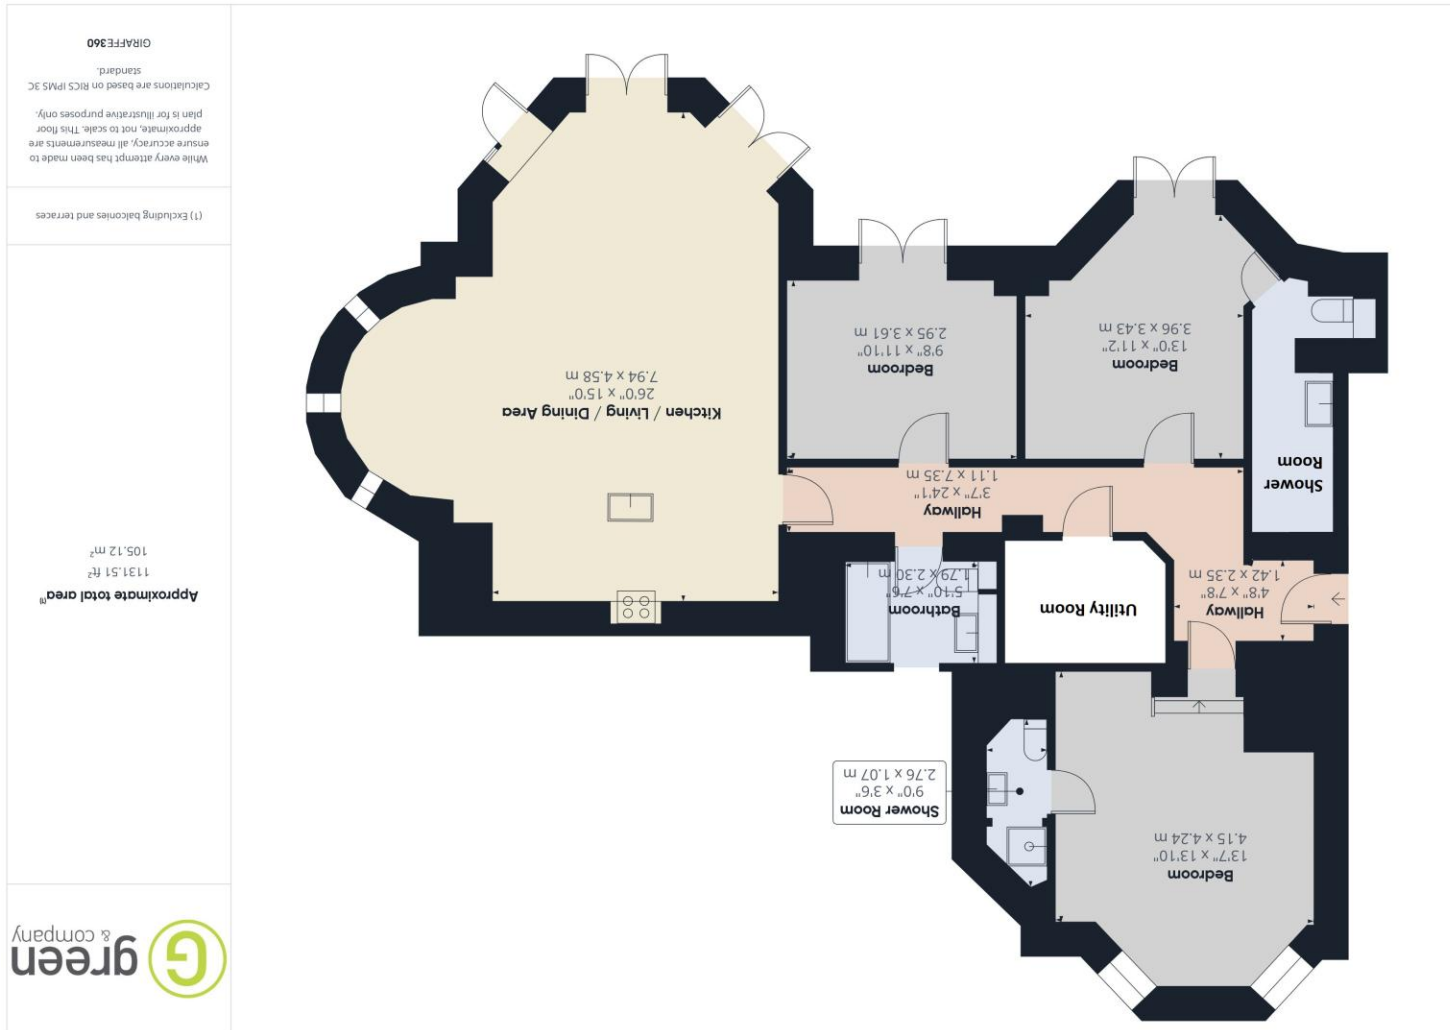 Bedroom
13'7" x 13'10"
4.15 x 4.24 m
Shower Room
9'0" x 3'6"
2.76 x 1.07 m
Hallway
4'8" x 7'8"
1.42 x 2.35 m
Utility Room
Bathroom
5'10" x 7'6"
1.79 x 2.30 m
Hallway
3'7" x 24'1"
1.11 x 7.35 m
Shower
Room
Bedroom
13'0" x 11'2"
3.96 x 3.43 m
Bedroom
9'8" x 11'10"
2.95 x 3.61 m
Kitchen / Living / Dining Area
26'0" x 15'0"
7.94 x 4.58 m
G green
& company
Approximate total area⁽¹⁾
1131.51 ft²
105.12 m²
(1) Excluding balconies and terraces
While every attempt has been made to
ensure accuracy, all measurements are
approximate, not to scale. This floor
plan is for illustrative purposes only.
Calculations are based on RICS IPMS 3C
standard.
GIRAFFE360